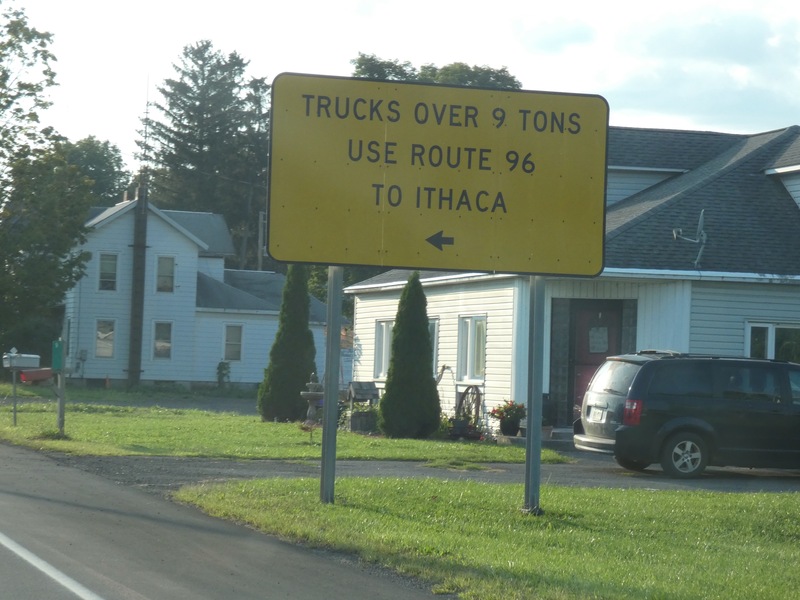 TRUCKS OVER 9 TONS
USE ROUTE 96
TO ITHACA